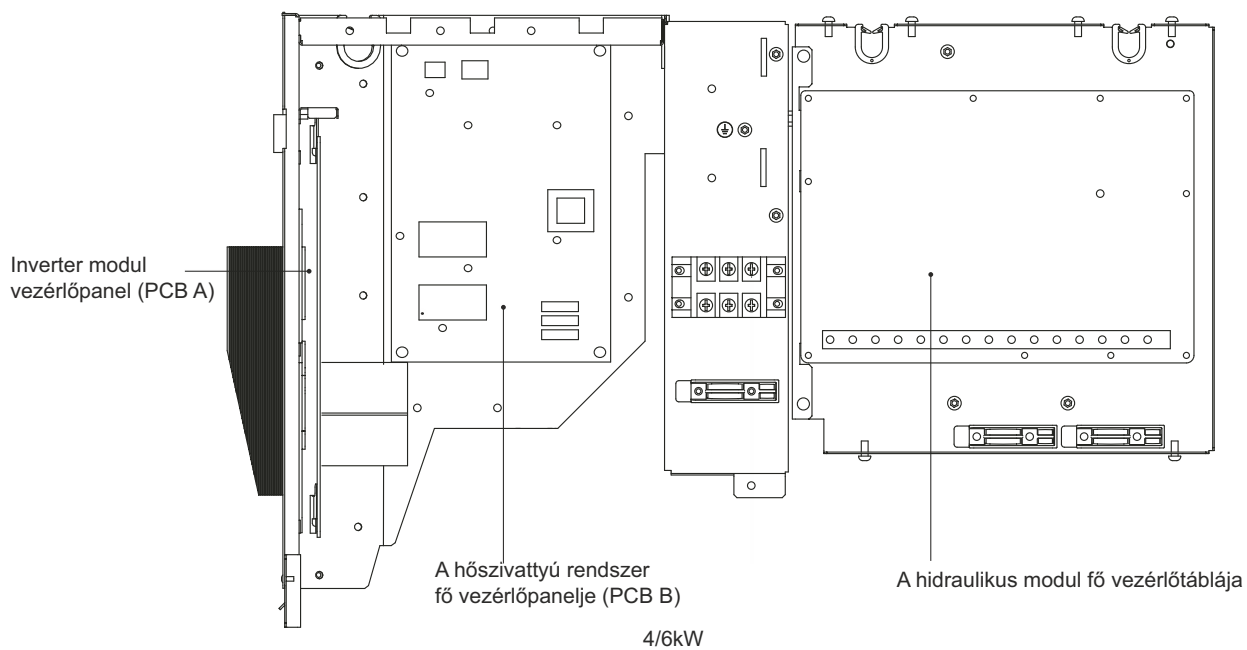 Inverter modul
vezérlőpanel (PCB A)
A hőszivattyú rendszer
fő vezérlőpanelje (PCB B)
A hidraulikus modul fő vezérlőtáblája
4/6kW